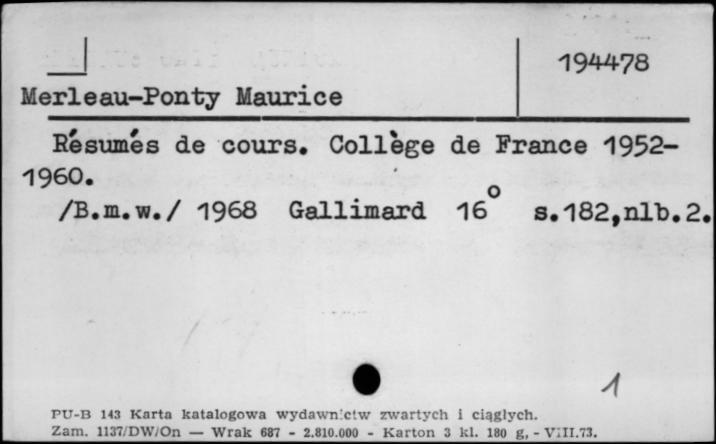 194478
Merleau-Ponty Maurice
Résumés de cours. Collège de France 1952-
1960.
/B.m.w./ 1968 Gallimard 16° s.182,nlb.2.
1
PU-B 143 Karta katalogowa wydawnictw zwartych i ciągłych.
Zam. 1137/DW/On — Wrak 687 - 2.810.000 - Karton 3 kl. 180 g, - VIII.73.